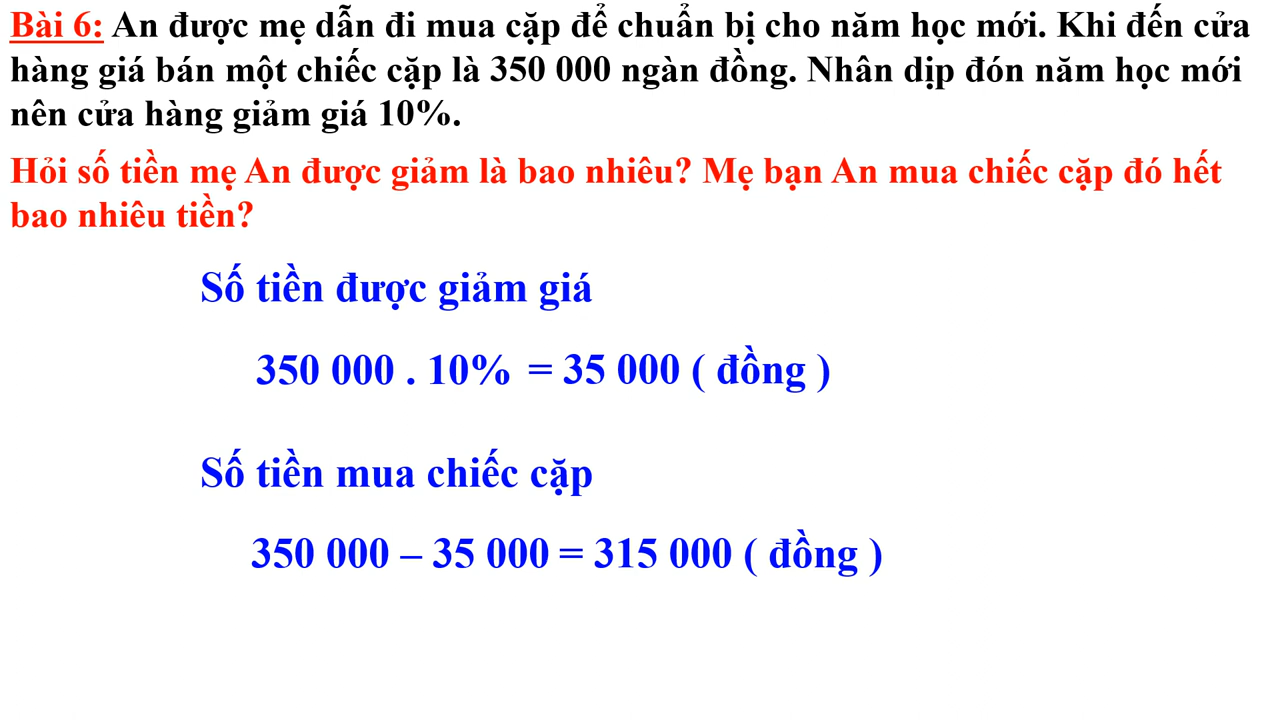 Bài 6: An được mẹ dẫn đi mua cặp để chuẩn bị cho năm học mới. Khi đến cửa
hàng giá bán một chiếc cặp là 350 000 ngàn đồng. Nhân dịp đón năm học mới
nên cửa hàng giảm giá 10%.
Hỏi số tiền mẹ An được giảm là bao nhiêu? Mẹ bạn An mua chiếc cặp đó hết
bao nhiêu tiền?
Số tiền được giảm giá
350 000 . 10% = 35 000 ( đồng )
Số tiền mua chiếc cặp
350 000 – 35 000 = 315 000 ( đồng )